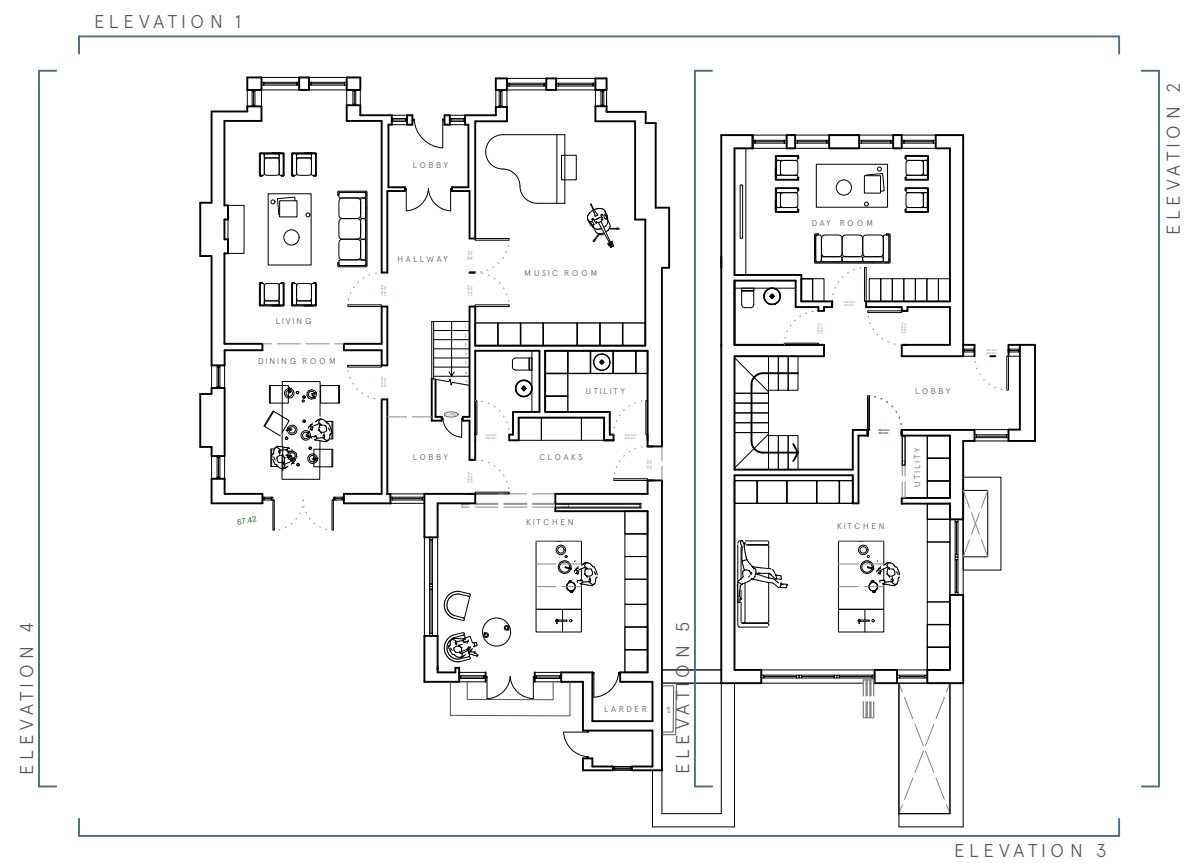 ELEVATION 1
ELEVATION 2
LOBBY
DAY ROOM
HALLWAY
MUSIC ROOM
LIVING
DINING ROOM
UTILITY
LOBBY
LOBBY
CLOAKS
UTILITY
67.42
KITCHEN
KITCHEN
ELEVATION 4
ELEVATION 5
LARDER
ELEVATION 3